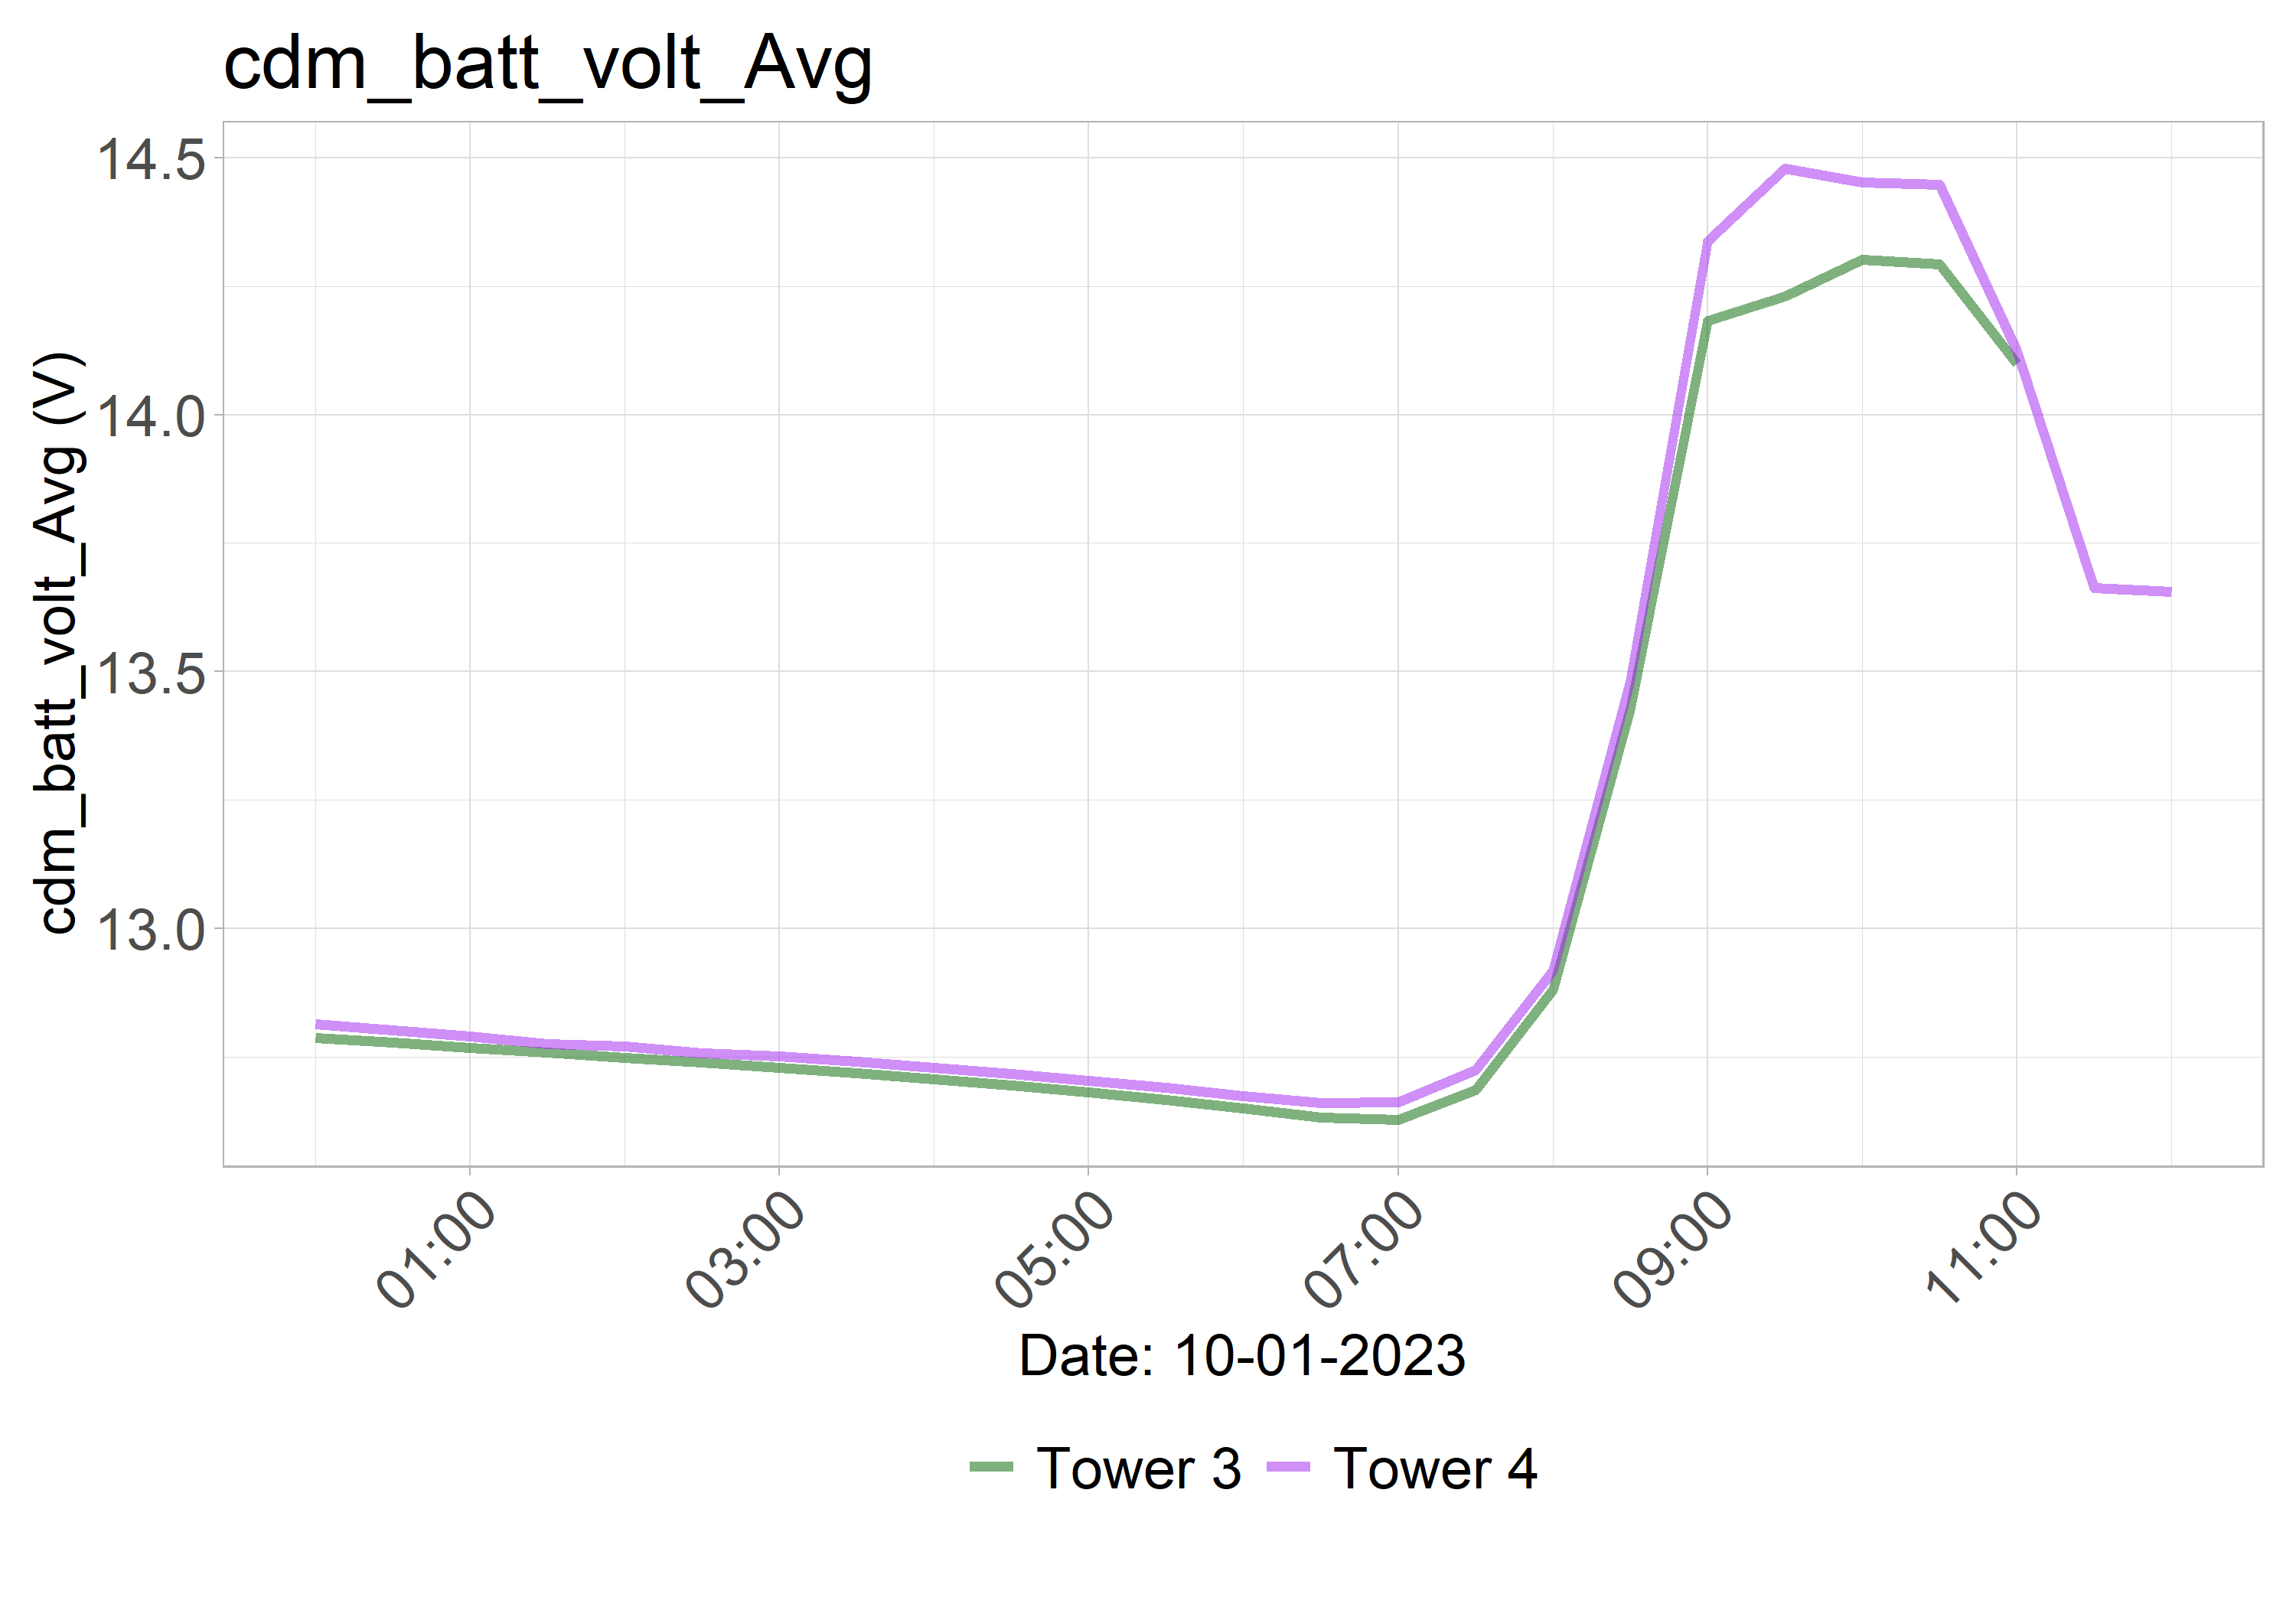 cdm_batt_volt_Avg
cdm_batt_volt_Avg (V)
14.5
14.0
13.5
13.0
01:00
03:00
05:00
07:00
09:00
11:00
Date: 10-01-2023
Tower 3
Tower 4